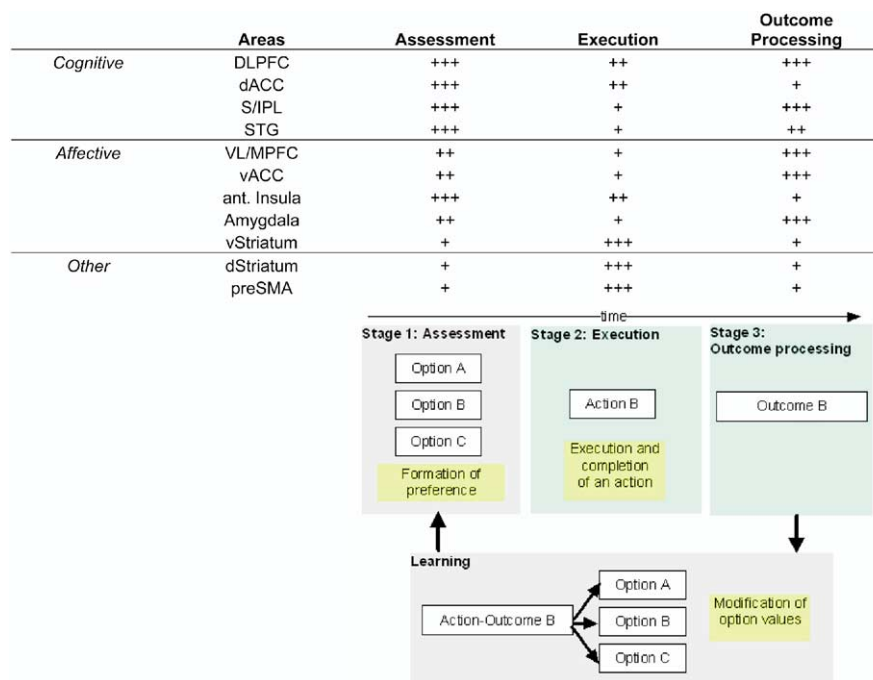 Outcome
Areas Assessment Execution Processing
Cognitive DLPFC +++ ++ +++
dACC +++ ++ +
S/IPL +++ + +++
STG +++ + ++
Affective VL/MPFC ++ + +++
vACC ++ + +++
ant. Insula +++ ++ +
Amygdala ++ + +++
vStriatum + +++ +
Other dStriatum + +++ +
preSMA + +++ +
time
Stage 1: Assessment
Option A
Option B
Option C
Formation of
preference
Stage 2: Execution
Action B
Execution and
completion
of an action
Stage 3:
Outcome processing
Outcome B
Learning
Action-Outcome B
Option A
Option B
Option C
Modification of
option values